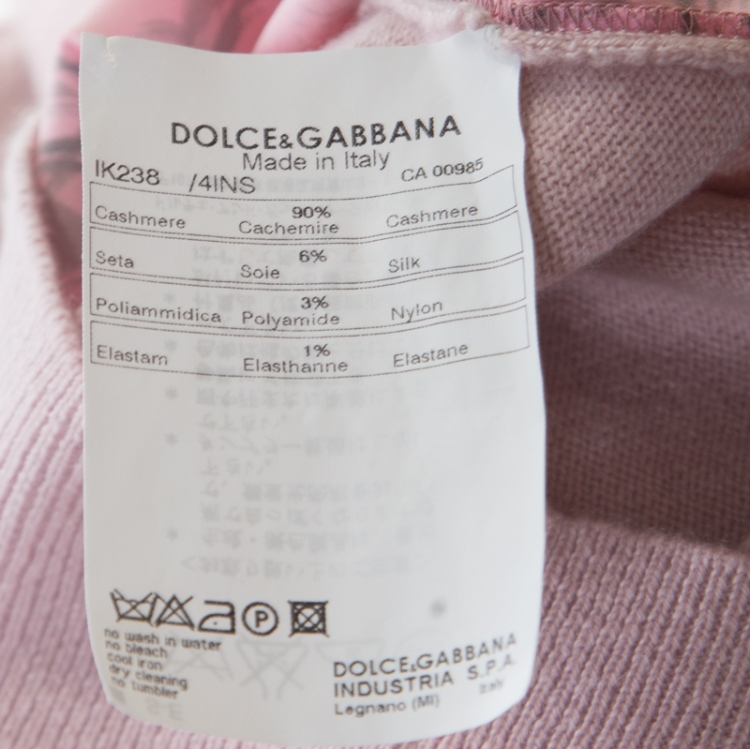 DOLCE&GABBANA
Made in Italy
IK238 /4INS CA 00985
90%
Cashmere Cachemire Cashmere
6%
Seta Soie Silk
3%
Poliammidica Polyamide Nylon
1%
Elastam Elasthanne Elastane
P
no wash in water
no bleach
cool iron
dry cleaning
no tumbler
DOLCE&GABBANA
INDUSTRIA S.P.A.
Legnano (MI) Italy